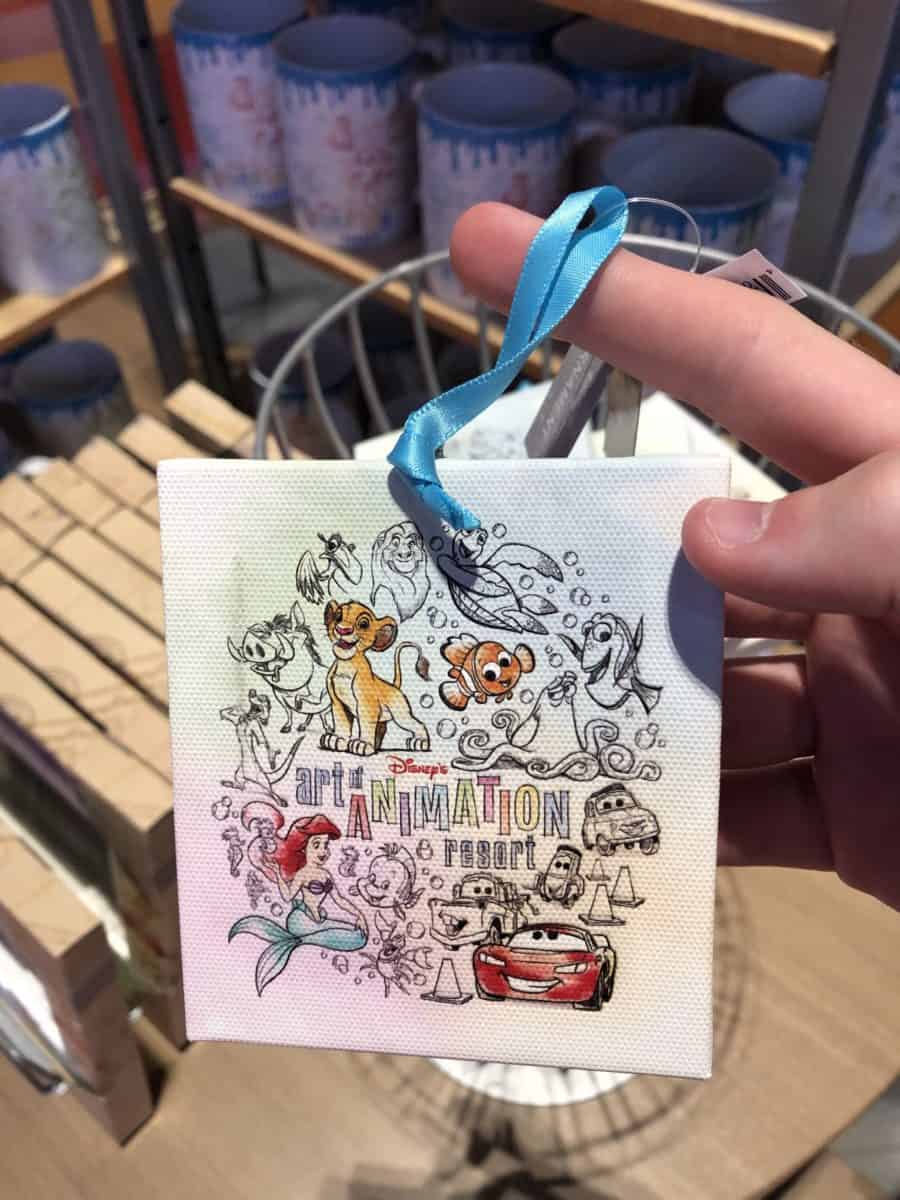 DISNEY'S
art of
ANIMATION
resort